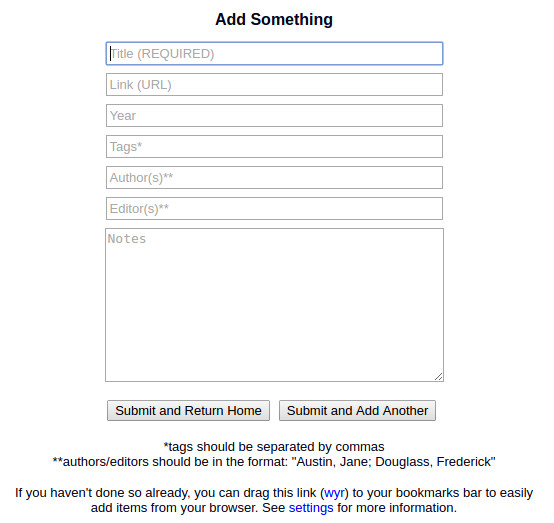 Add Something
Title (REQUIRED)
Link (URL)
Year
Tags*
Author(s)**
Editor(s)**
Notes
Submit and Return Home Submit and Add Another
*tags should be separated by commas
**authors/editors should be in the format: "Austin, Jane; Douglass, Frederick"
If you haven't done so already, you can drag this link (wyr) to your bookmarks bar to easily
add items from your browser. See settings for more information.